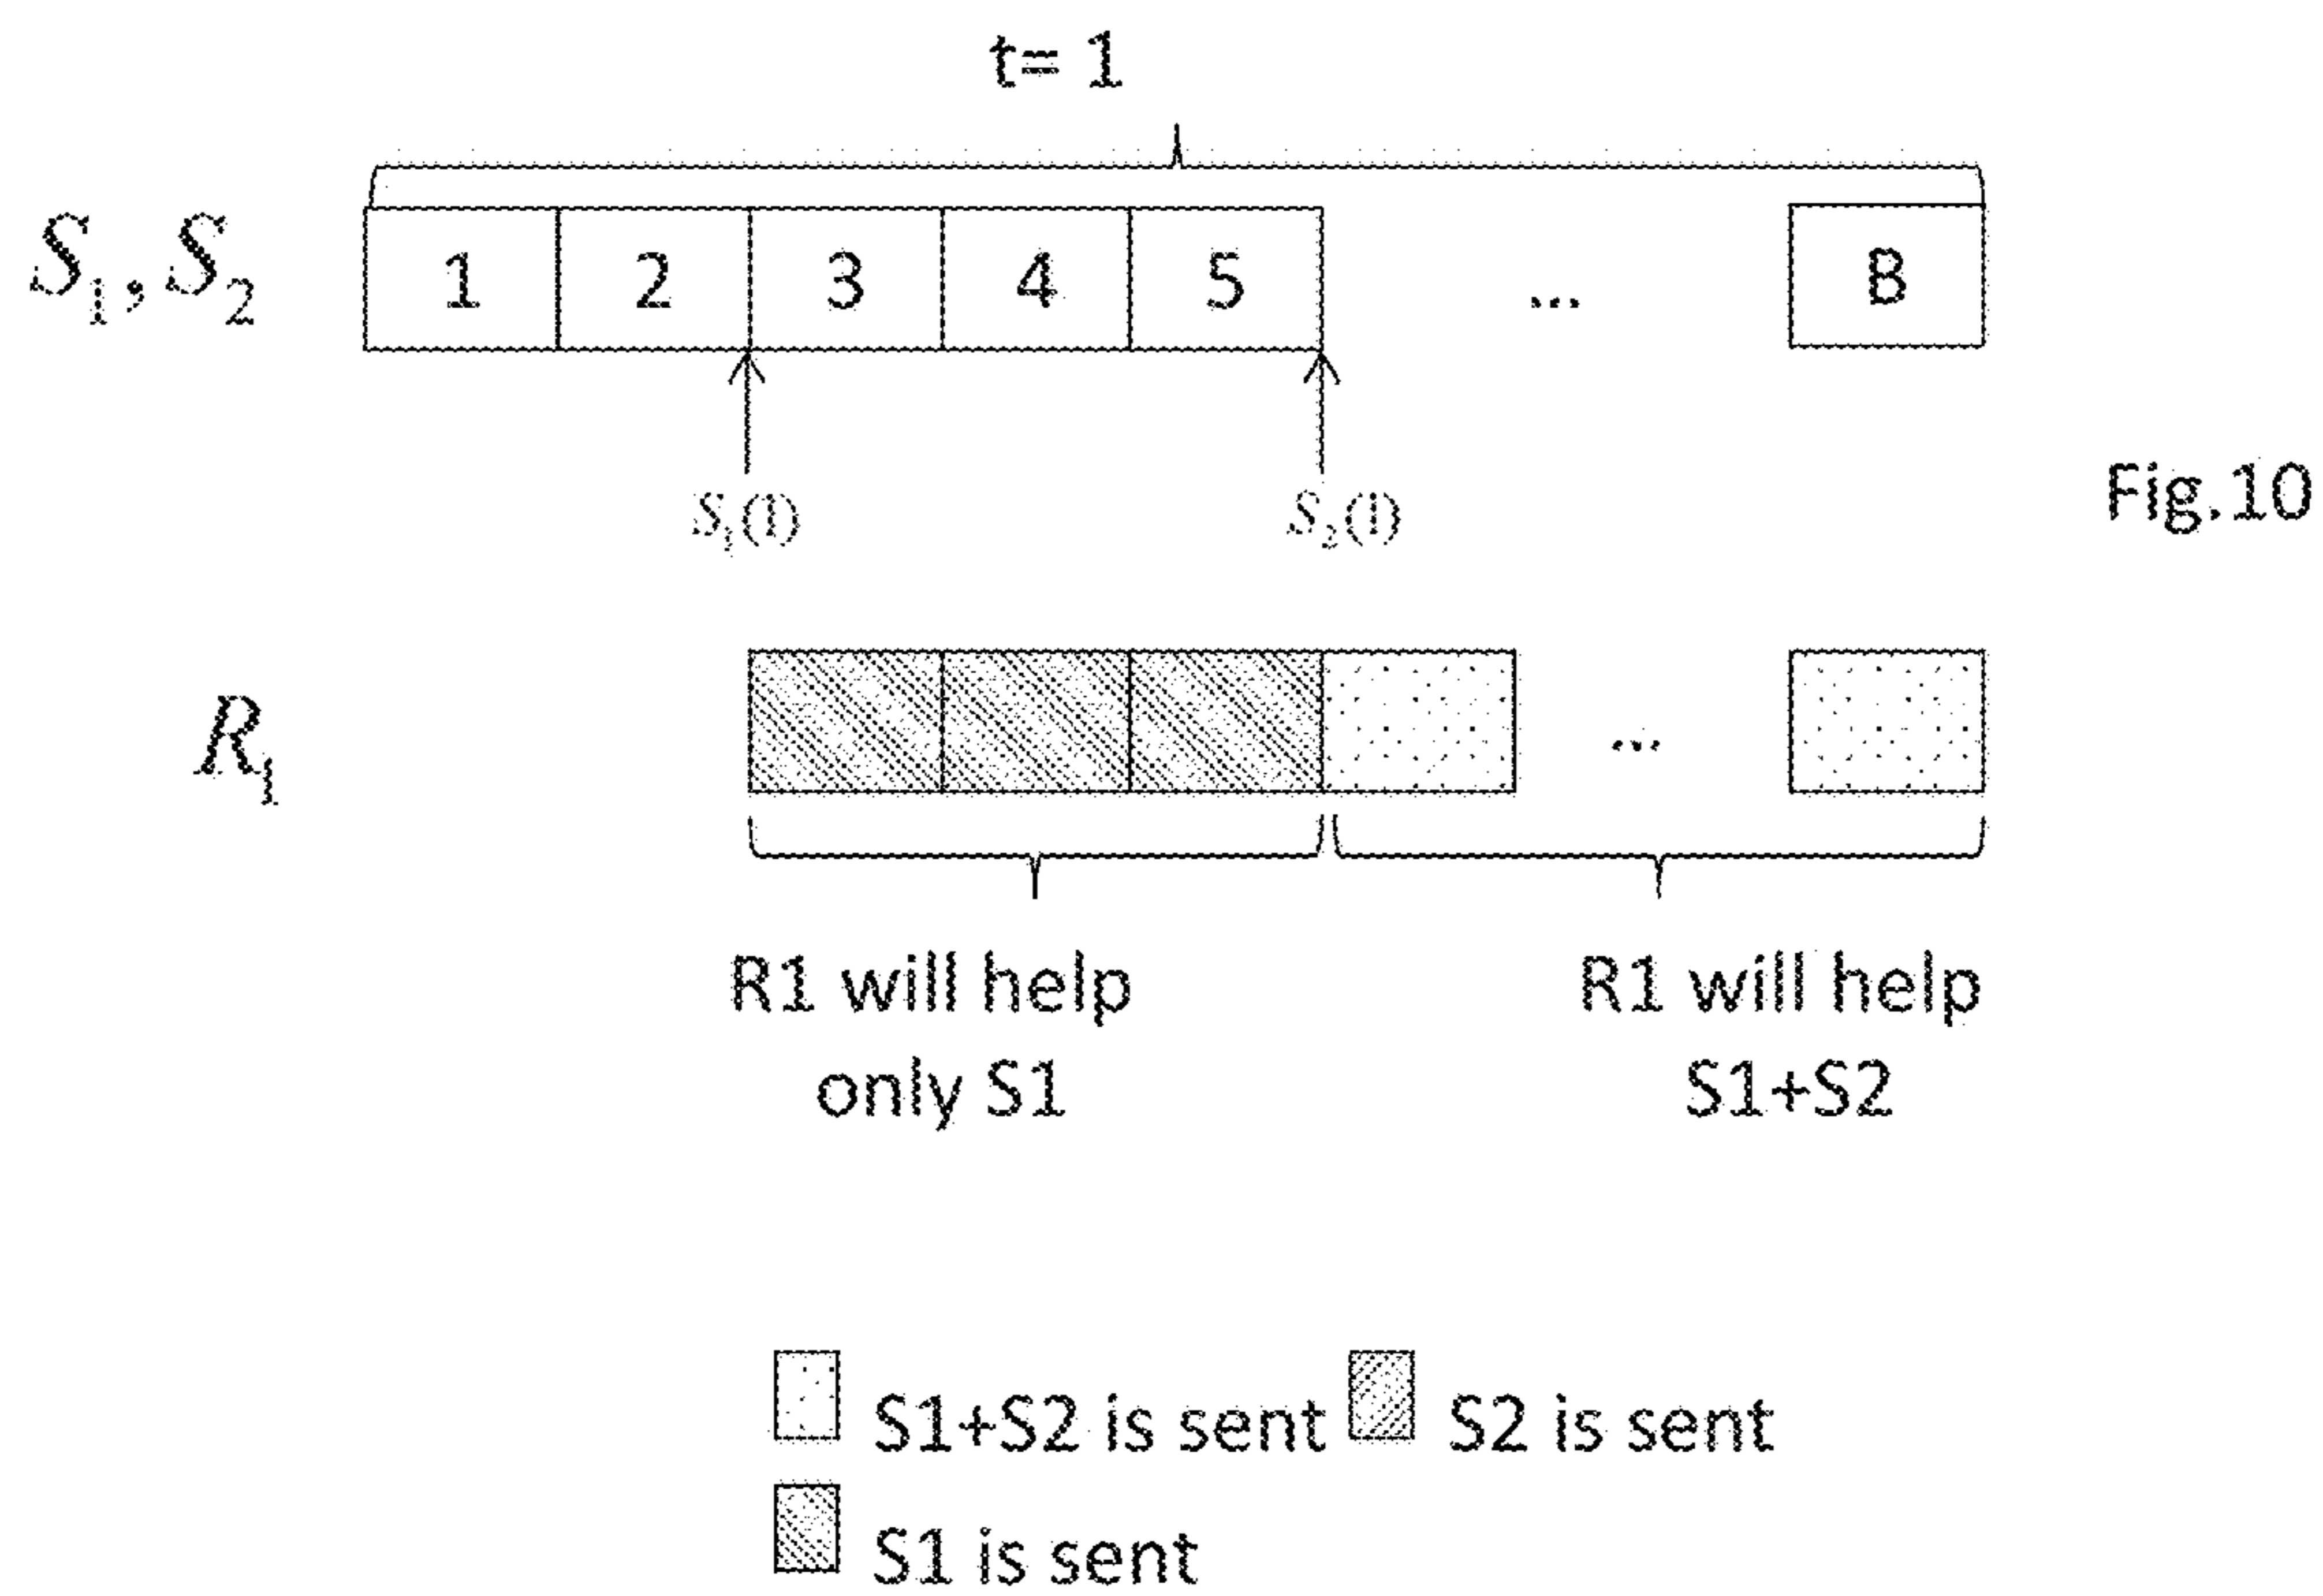 t= 1
S₁, S₂ 1 2 3 4 5 ... B
S₁(1) S₂(1)
Fig.10
R₁ ...
R1 will help R1 will help
only S1 S1+S2
S1+S2 is sent S2 is sent
S1 is sent